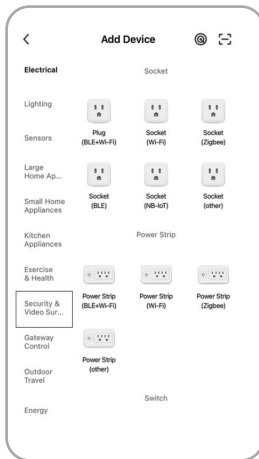 Add Device
Electrical
Socket
Lighting
Sensors
Plug
(BLE+Wi-Fi)
Socket
(Wi-Fi)
Socket
(Zigbee)
Large
Home Ap...
Small Home
Appliances
Socket
(BLE)
Socket
(NB-IoT)
Socket
(other)
Kitchen
Appliances
Power Strip
Exercise
& Health
Security &
Video Sur...
Power Strip
(BLE+Wi-Fi)
Power Strip
(Wi-Fi)
Power Strip
(Zigbee)
Gateway
Control
Power Strip
(other)
Outdoor
Travel
Switch
Energy